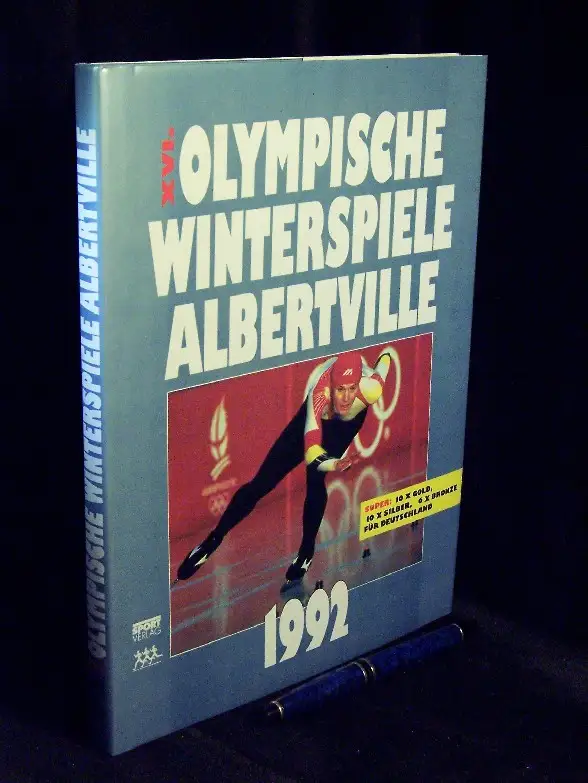 OLYMPISCHE WINTERSPIELE ALBERTVILLE
XVI. OLYMPISCHE
WINTERSPIELE
ALBERTVILLE
SUPER: 10 X GOLD,
10 X SILBER, 6 X BRONZE
FÜR DEUTSCHLAND
1992
SPORT
VERLAG